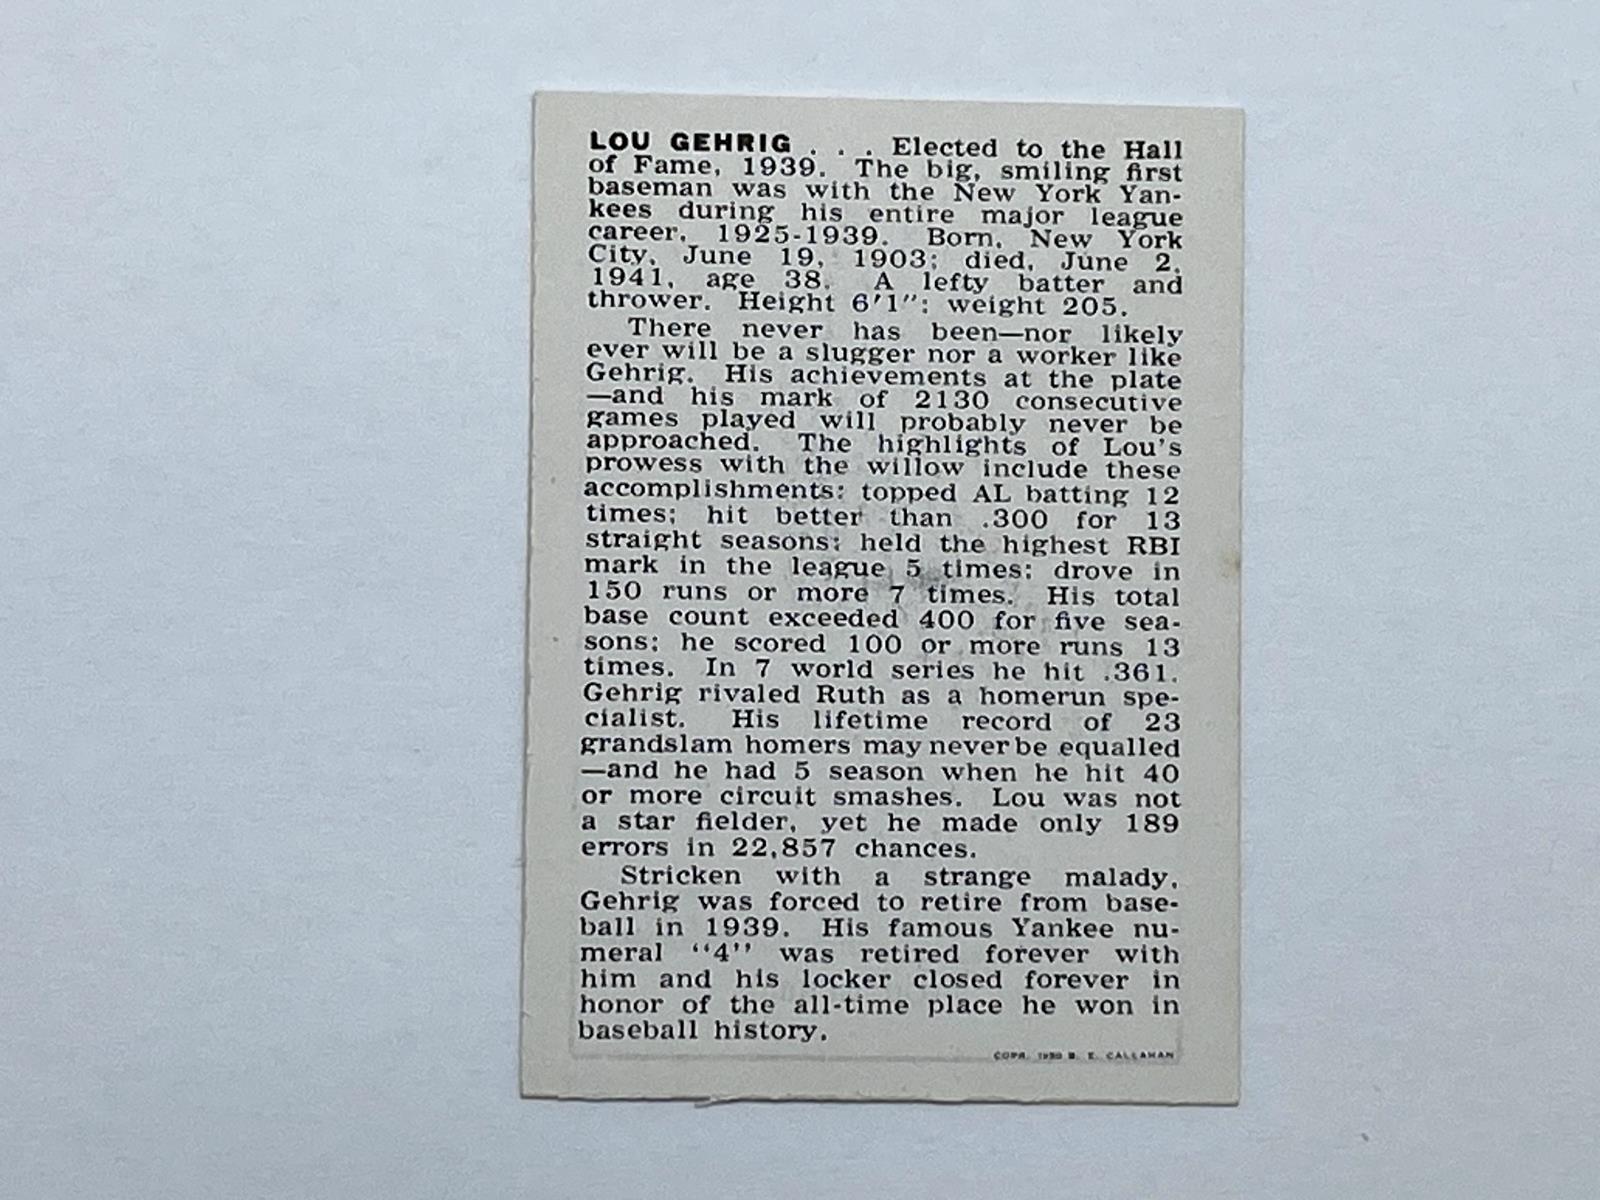 LOU GEHRIG . . . Elected to the Hall
of Fame, 1939. The big, smiling first
baseman was with the New York Yan-
kees during his entire major league
career, 1925-1939. Born, New York
City, June 19, 1903; died, June 2,
1941, age 38. A lefty batter and
thrower. Height 6'1"; weight 205.
There never has been—nor likely
ever will be a slugger nor a worker like
Gehrig. His achievements at the plate
—and his mark of 2130 consecutive
games played will probably never be
approached. The highlights of Lou's
prowess with the willow include these
accomplishments: topped AL batting 12
times; hit better than .300 for 13
straight seasons; held the highest RBI
mark in the league 5 times; drove in
150 runs or more 7 times. His total
base count exceeded 400 for five sea-
sons; he scored 100 or more runs 13
times. In 7 world series he hit .361.
Gehrig rivaled Ruth as a homerun spe-
cialist. His lifetime record of 23
grandslam homers may never be equalled
—and he had 5 season when he hit 40
or more circuit smashes. Lou was not
a star fielder, yet he made only 189
errors in 22,857 chances.
Stricken with a strange malady,
Gehrig was forced to retire from base-
ball in 1939. His famous Yankee nu-
meral "4" was retired forever with
him and his locker closed forever in
honor of the all-time place he won in
baseball history.
COPR. B. E. CALLAHAN